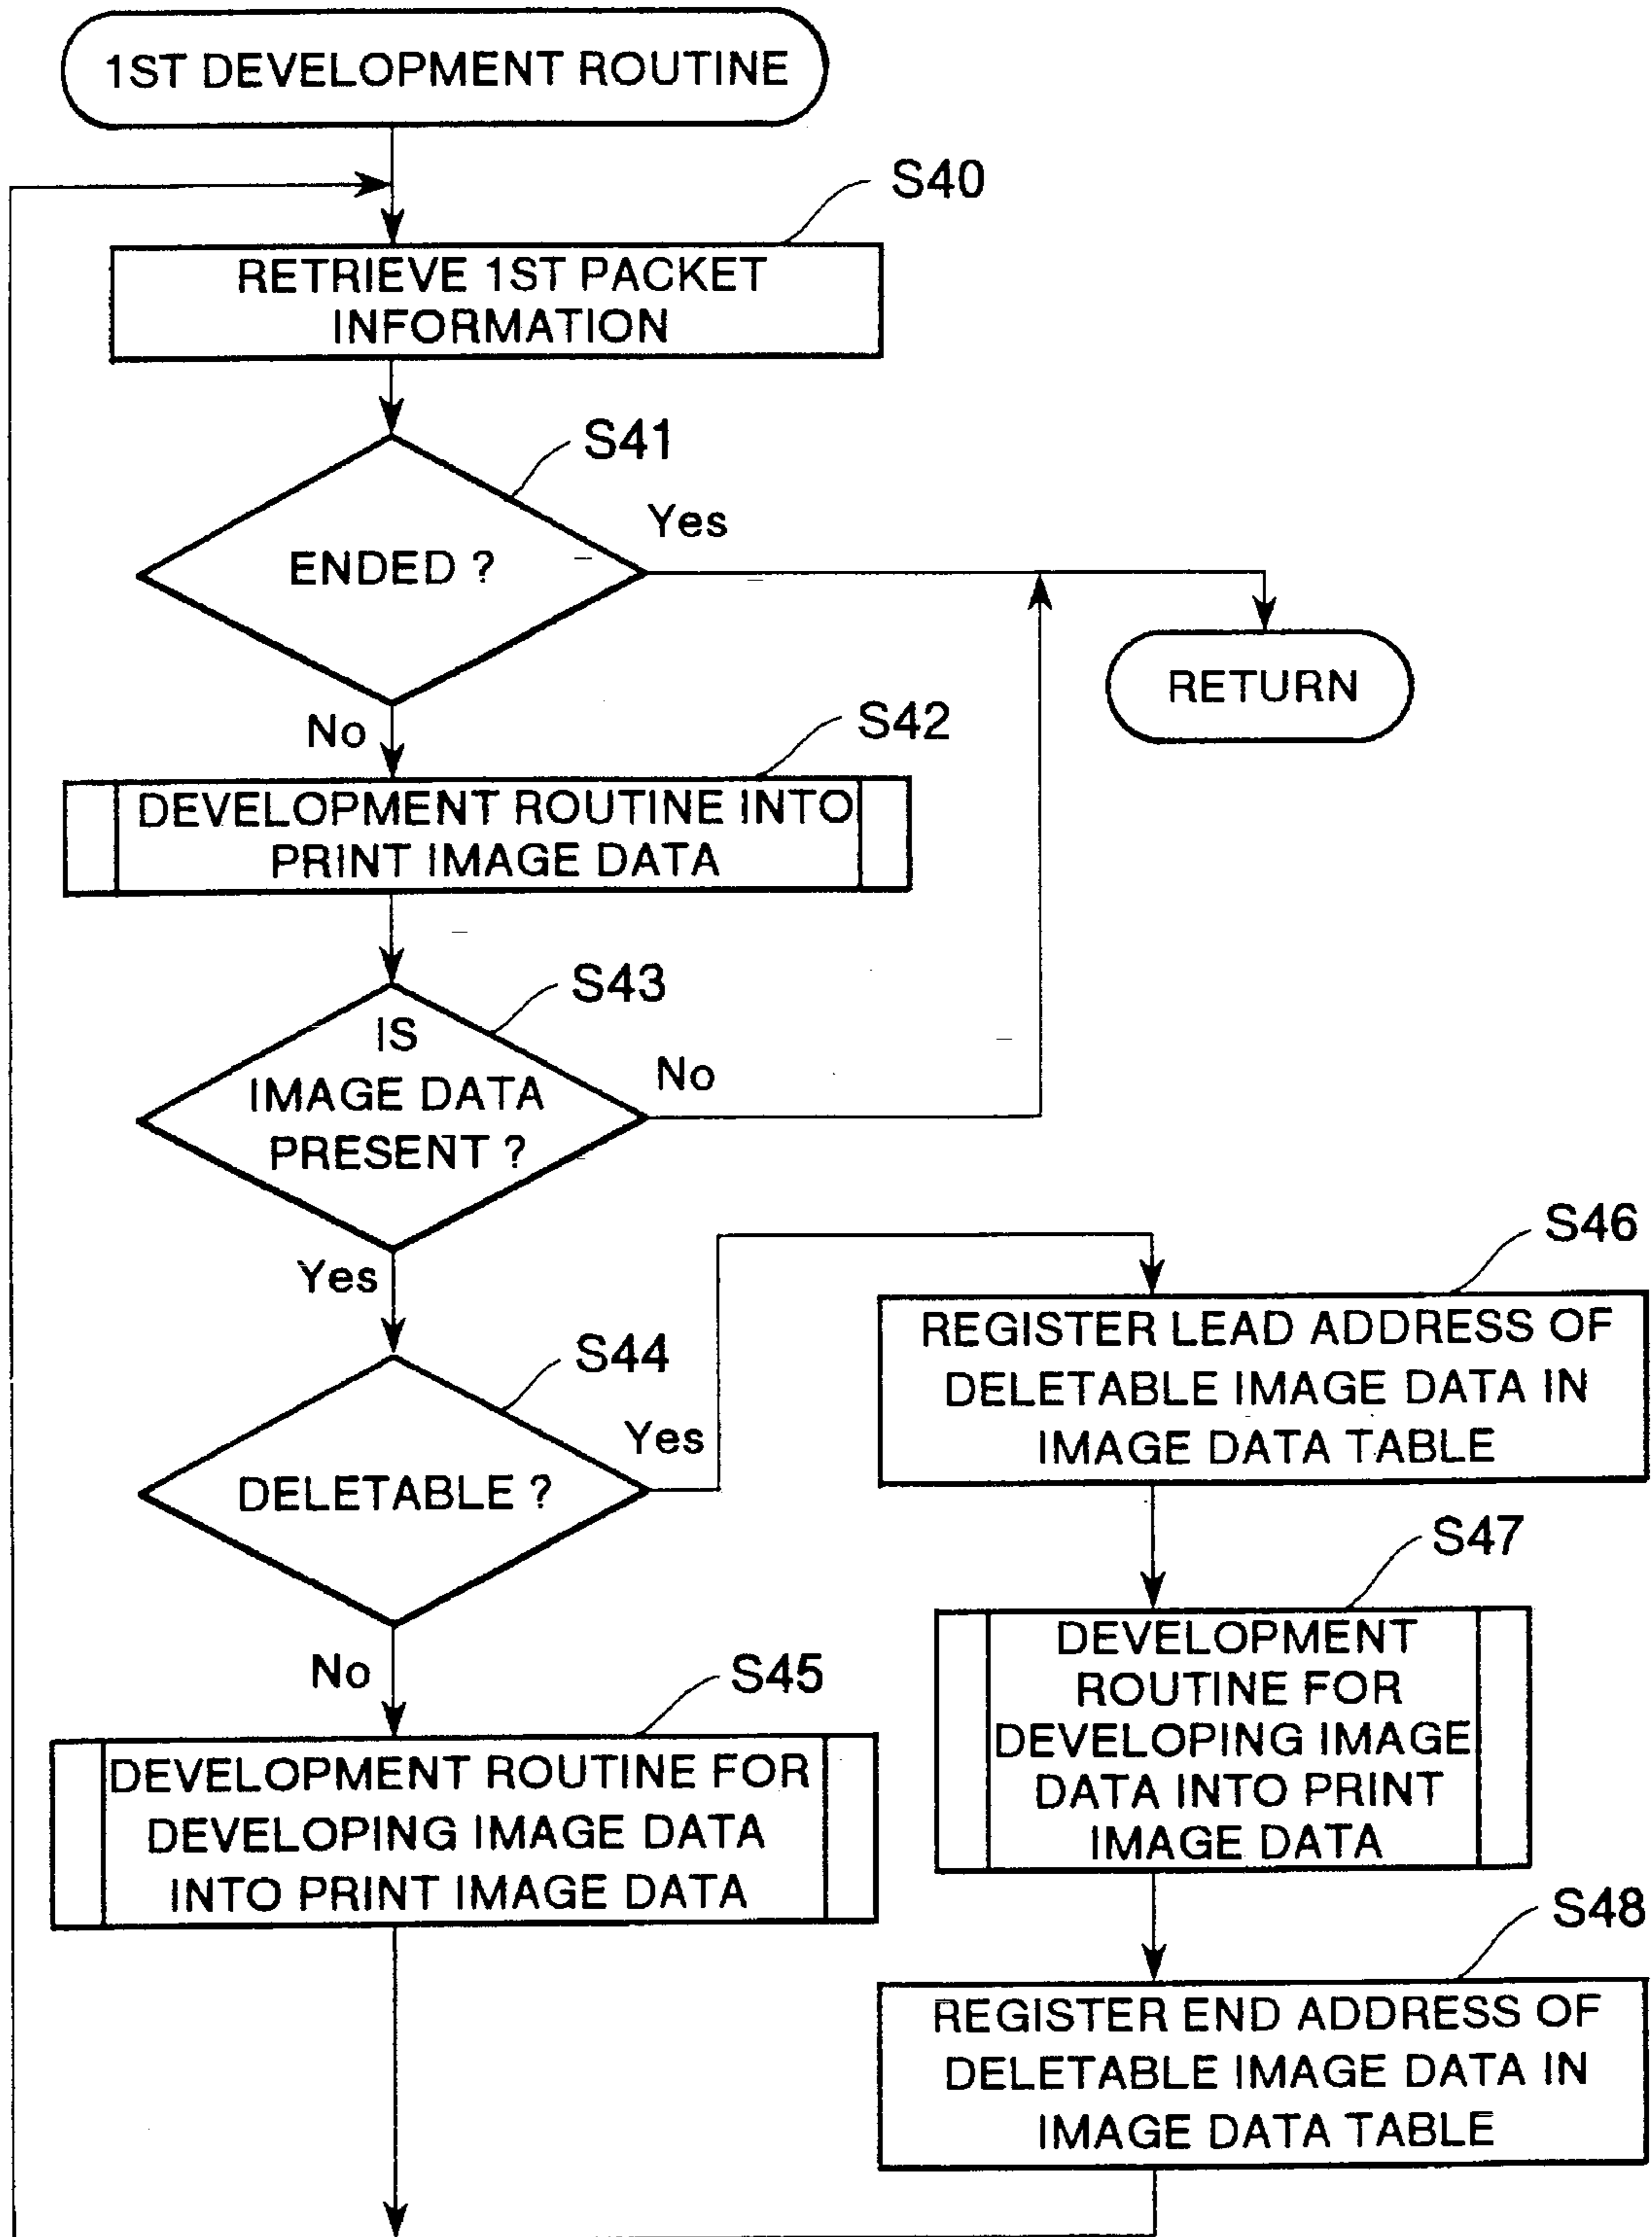 1ST DEVELOPMENT ROUTINE
S40
RETRIEVE 1ST PACKET
INFORMATION
S41
Yes
ENDED ?
RETURN
No
S42
DEVELOPMENT ROUTINE INTO
PRINT IMAGE DATA
S43
IS
IMAGE DATA
PRESENT ?
No
Yes
S44
Yes
DELETABLE ?
No
S45
DEVELOPMENT ROUTINE FOR
DEVELOPING IMAGE DATA
INTO PRINT IMAGE DATA
S46
REGISTER LEAD ADDRESS OF
DELETABLE IMAGE DATA IN
IMAGE DATA TABLE
S47
DEVELOPMENT
ROUTINE FOR
DEVELOPING IMAGE
DATA INTO PRINT
IMAGE DATA
S48
REGISTER END ADDRESS OF
DELETABLE IMAGE DATA IN
IMAGE DATA TABLE